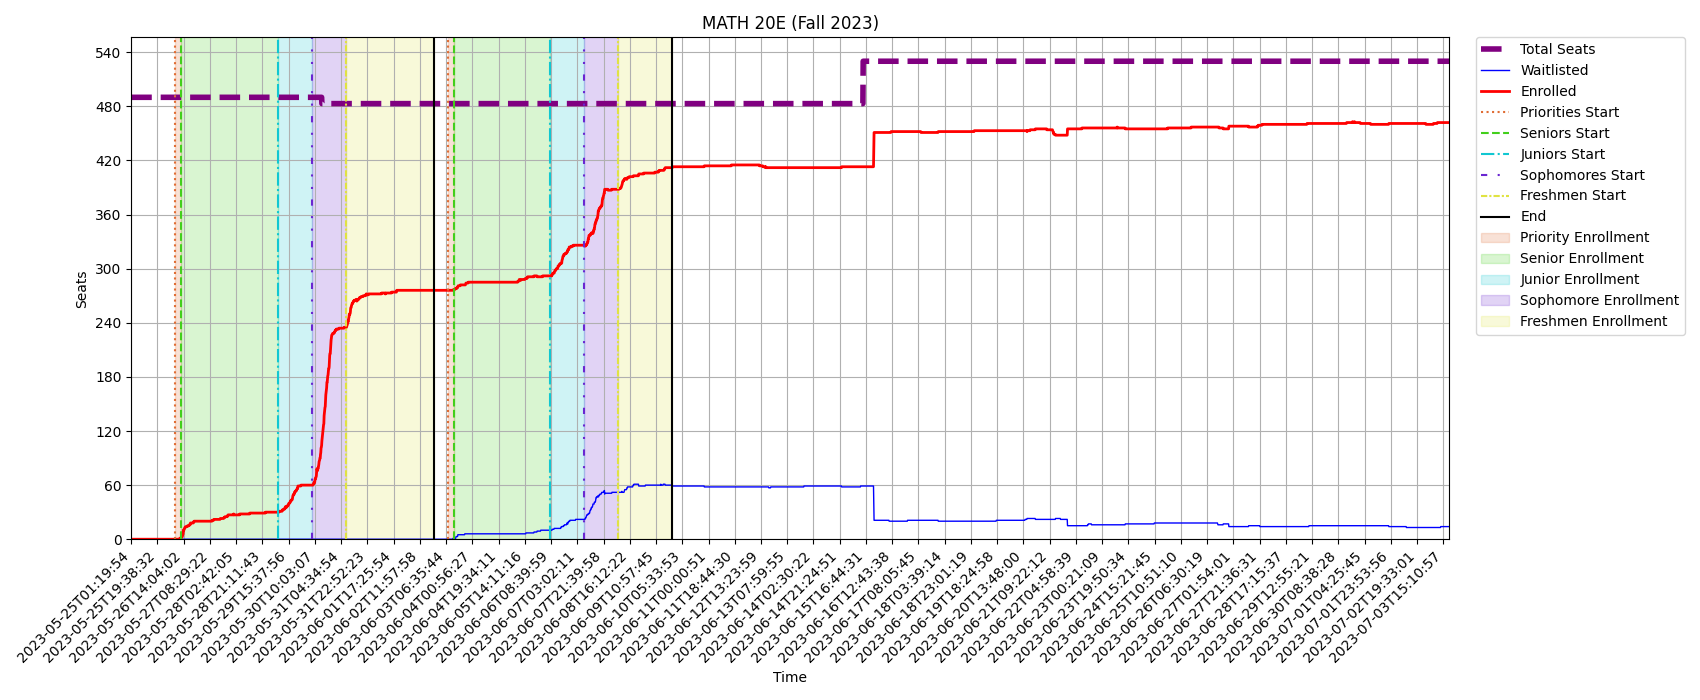 MATH 20E (Fall 2023)
540
480
420
360
300
240
180
120
60
0
Seats
2023-05-25T01:19:54
2023-05-25T19:38:32
2023-05-26T14:04:02
2023-05-27T08:29:22
2023-05-28T02:42:05
2023-05-28T21:11:43
2023-05-29T15:37:56
2023-05-30T10:03:07
2023-05-31T04:34:54
2023-05-31T22:52:23
2023-06-01T17:25:54
2023-06-02T11:57:58
2023-06-03T06:35:44
2023-06-04T00:56:27
2023-06-04T19:34:11
2023-06-05T14:11:16
2023-06-06T08:39:59
2023-06-07T03:02:11
2023-06-07T21:39:58
2023-06-08T16:12:22
2023-06-09T10:57:45
2023-06-10T05:33:53
2023-06-11T00:00:51
2023-06-11T18:44:30
2023-06-12T13:23:59
2023-06-13T07:59:55
2023-06-14T02:30:22
2023-06-14T21:24:51
2023-06-15T16:44:31
2023-06-16T12:43:38
2023-06-17T08:05:45
2023-06-18T03:39:14
2023-06-18T23:01:19
2023-06-19T18:24:58
2023-06-20T13:48:00
2023-06-21T09:22:12
2023-06-22T04:58:39
2023-06-23T00:21:09
2023-06-23T19:50:34
2023-06-24T15:21:45
2023-06-25T10:51:10
2023-06-26T06:30:19
2023-06-27T01:54:01
2023-06-27T21:36:31
2023-06-28T17:15:37
2023-06-29T12:55:21
2023-06-30T08:38:28
2023-07-01T04:25:45
2023-07-01T23:53:56
2023-07-02T19:33:01
2023-07-03T15:10:57
Time
Total Seats
Waitlisted
Enrolled
Priorities Start
Seniors Start
Juniors Start
Sophomores Start
Freshmen Start
End
Priority Enrollment
Senior Enrollment
Junior Enrollment
Sophomore Enrollment
Freshmen Enrollment